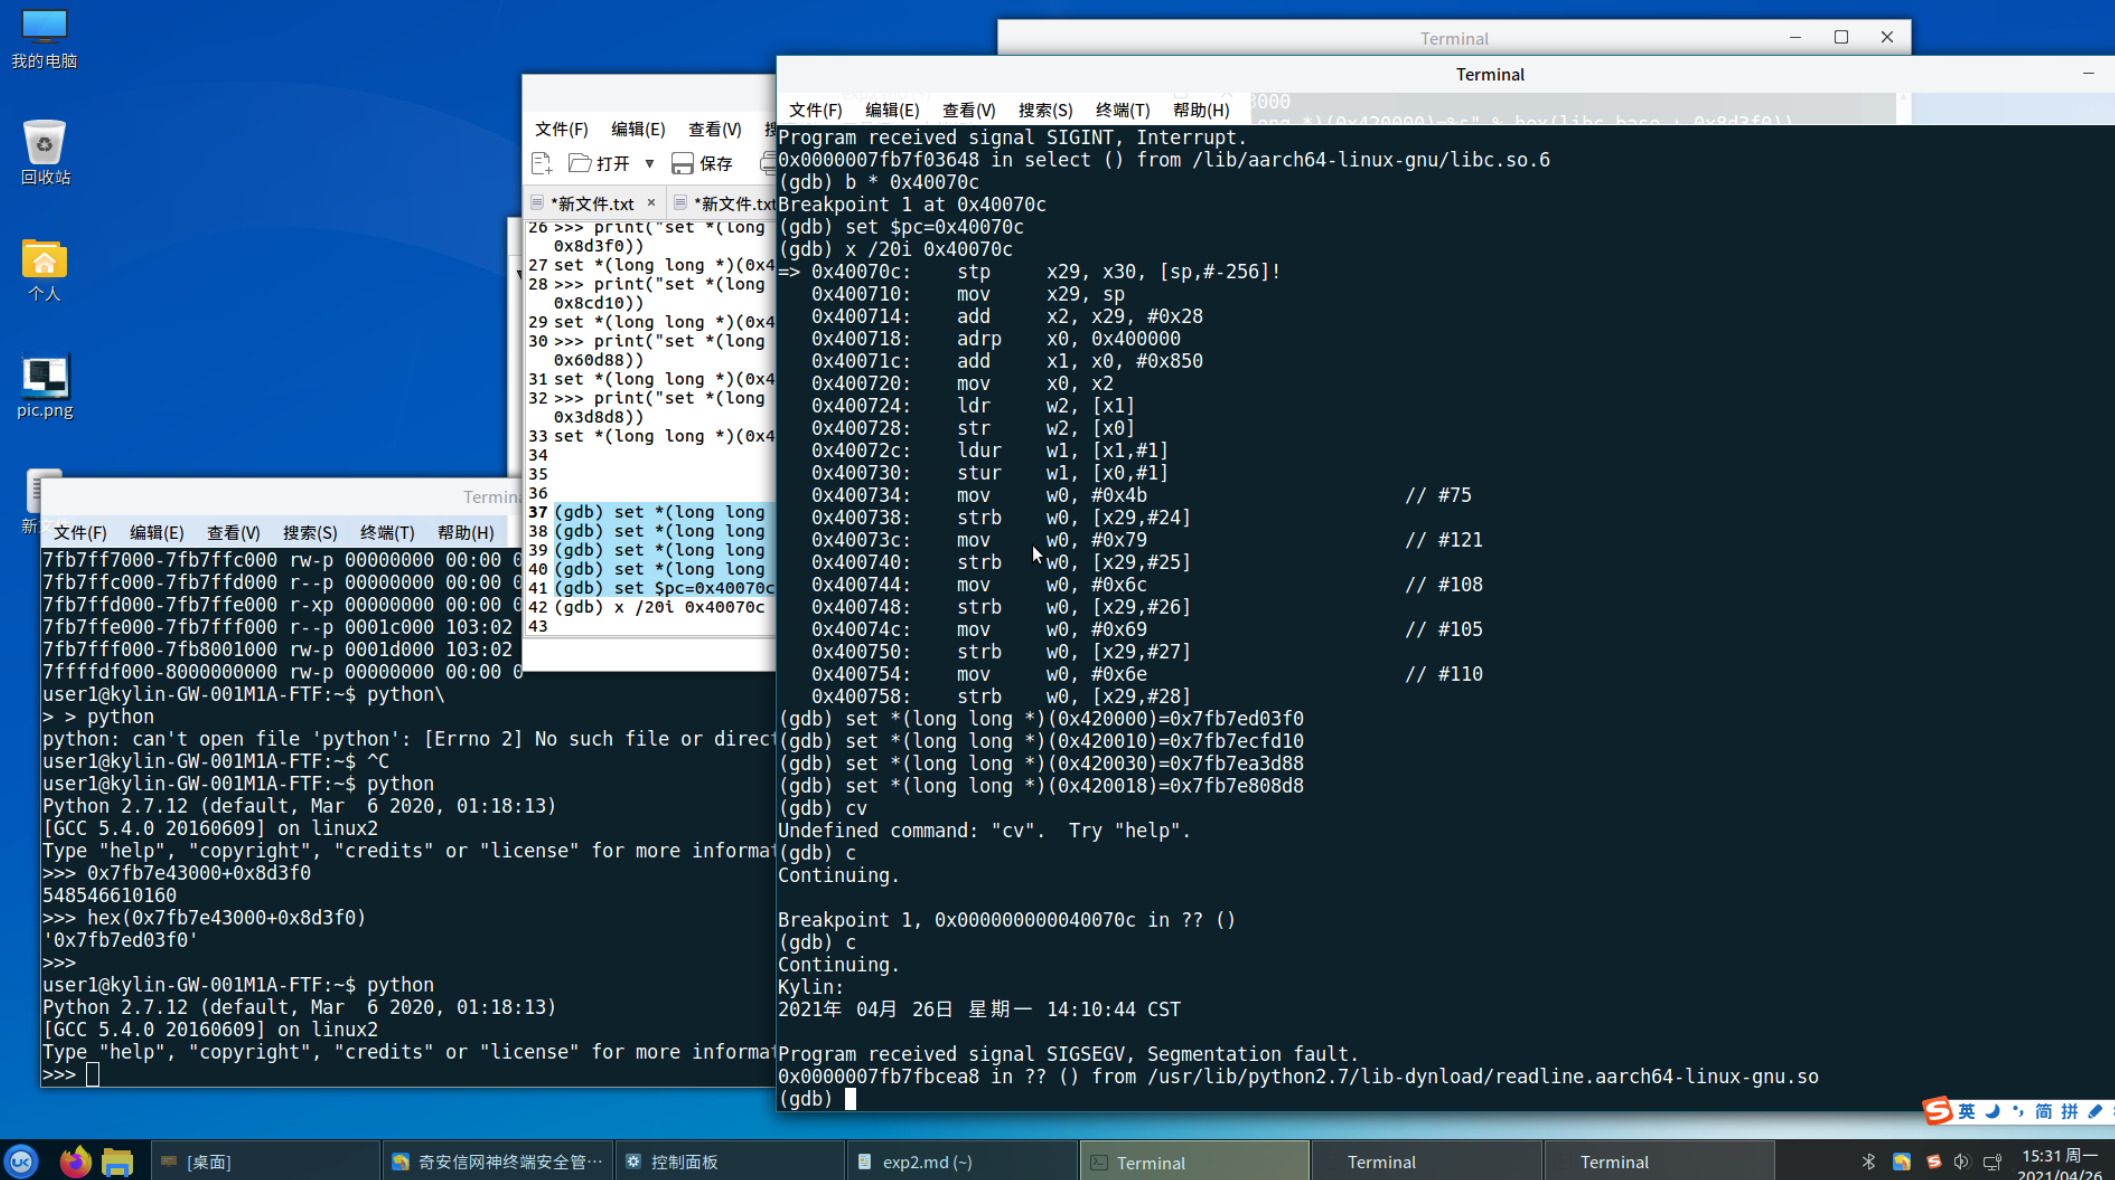 我的电脑
回收站
个人
pic.png
Terminal
文件(F) 编辑(E) 查看(V)
打开 保存
*新文件.txt × *新文件.txt
26 >>> print("set *(long
0x8d3f0))
27 set *(long long *)(0x4
28 >>> print("set *(long
0x8cd10))
29 set *(long long *)(0x4
30 >>> print("set *(long
0x60d88))
31 set *(long long *)(0x4
32 >>> print("set *(long
0x3d8d8))
33 set *(long long *)(0x4
34
35
36
37 (gdb) set *(long long
38 (gdb) set *(long long
39 (gdb) set *(long long
40 (gdb) set *(long long
41 (gdb) set $pc=0x40070c
42 (gdb) x /20i 0x40070c
43
文件(F) 编辑(E) 查看(V) 搜索(S) 终端(T) 帮助(H)
7fb7ff7000-7fb7ffc000 rw-p 00000000 00:00 0
7fb7ffc000-7fb7ffd000 r--p 00000000 00:00 0
7fb7ffd000-7fb7ffe000 r-xp 00000000 00:00 0
7fb7ffe000-7fb7fff000 r--p 0001c000 103:02
7fb7fff000-7fb8001000 rw-p 0001d000 103:02
7ffffdf000-8000000000 rw-p 00000000 00:00 0
user1@kylin-GW-001M1A-FTF:~$ python\
> > python
python: can't open file 'python': [Errno 2] No such file or direct
user1@kylin-GW-001M1A-FTF:~$ ^C
user1@kylin-GW-001M1A-FTF:~$ python
Python 2.7.12 (default, Mar  6 2020, 01:18:13)
[GCC 5.4.0 20160609] on linux2
Type "help", "copyright", "credits" or "license" for more informat
>>> 0x7fb7e43000+0x8d3f0
548546610160
>>> hex(0x7fb7e43000+0x8d3f0)
'0x7fb7ed03f0'
>>>
user1@kylin-GW-001M1A-FTF:~$ python
Python 2.7.12 (default, Mar  6 2020, 01:18:13)
[GCC 5.4.0 20160609] on linux2
Type "help", "copyright", "credits" or "license" for more informat
>>>
Terminal
文件(F) 编辑(E) 查看(V) 搜索(S) 终端(T) 帮助(H)
Program received signal SIGINT, Interrupt.
0x0000007fb7f03648 in select () from /lib/aarch64-linux-gnu/libc.so.6
(gdb) b * 0x40070c
Breakpoint 1 at 0x40070c
(gdb) set $pc=0x40070c
(gdb) x /20i 0x40070c
=> 0x40070c: stp x29, x30, [sp,#-256]!
0x400710: mov x29, sp
0x400714: add x2, x29, #0x28
0x400718: adrp x0, 0x400000
0x40071c: add x1, x0, #0x850
0x400720: mov x0, x2
0x400724: ldr w2, [x1]
0x400728: str w2, [x0]
0x40072c: ldur w1, [x1,#1]
0x400730: stur w1, [x0,#1]
0x400734: mov w0, #0x4b // #75
0x400738: strb w0, [x29,#24]
0x40073c: mov w0, #0x79 // #121
0x400740: strb w0, [x29,#25]
0x400744: mov w0, #0x6c // #108
0x400748: strb w0, [x29,#26]
0x40074c: mov w0, #0x69 // #105
0x400750: strb w0, [x29,#27]
0x400754: mov w0, #0x6e // #110
0x400758: strb w0, [x29,#28]
(gdb) set *(long long *)(0x420000)=0x7fb7ed03f0
(gdb) set *(long long *)(0x420010)=0x7fb7ecfd10
(gdb) set *(long long *)(0x420030)=0x7fb7ea3d88
(gdb) set *(long long *)(0x420018)=0x7fb7e808d8
(gdb) cv
Undefined command: "cv".  Try "help".
(gdb) c
Continuing.
Breakpoint 1, 0x000000000040070c in ?? ()
(gdb) c
Continuing.
Kylin:
2021年 04月 26日 星期一 14:10:44 CST
Program received signal SIGSEGV, Segmentation fault.
0x0000007fb7fbcea8 in ?? () from /usr/lib/python2.7/lib-dynload/readline.aarch64-linux-gnu.so
(gdb)
英 简 拼
[桌面] 奇安信网神终端安全管… 控制面板 exp2.md (~) Terminal Terminal Terminal
15:31 周一
2021/04/26